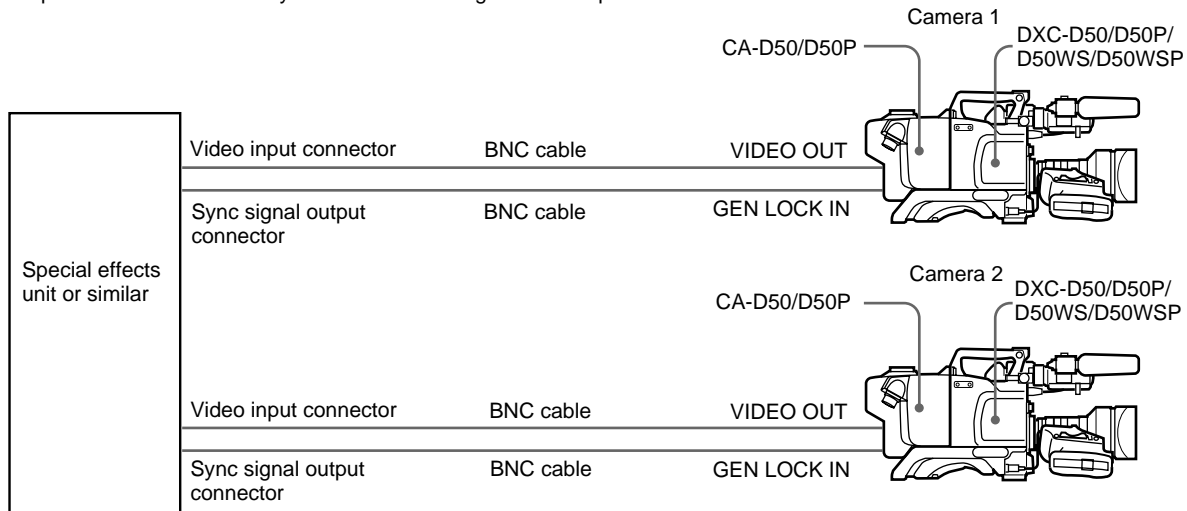 Camera 1
CA-D50/D50P
DXC-D50/D50P/
D50WS/D50WSP
Video input connector
BNC cable
VIDEO OUT
Sync signal output
connector
BNC cable
GEN LOCK IN
Special effects
unit or similar
Camera 2
CA-D50/D50P
DXC-D50/D50P/
D50WS/D50WSP
Video input connector
BNC cable
VIDEO OUT
Sync signal output
connector
BNC cable
GEN LOCK IN